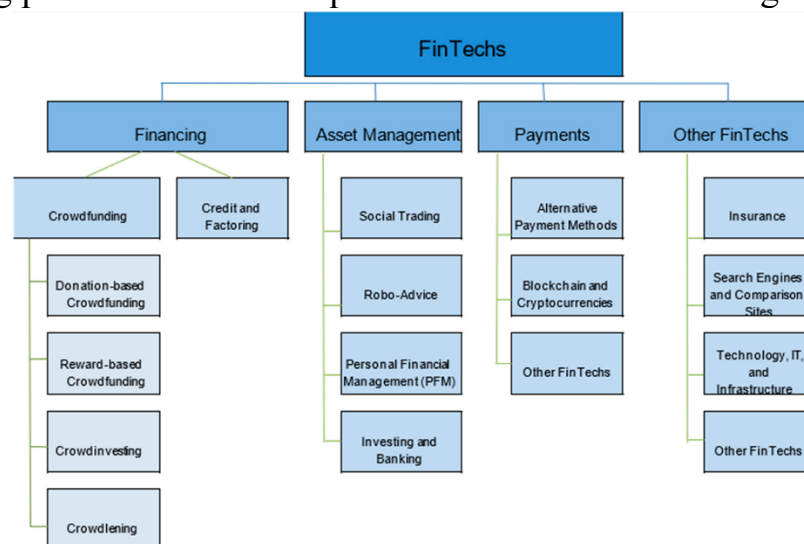 FinTechs
Financing
Asset Management
Payments
Other FinTechs
Crowdfunding
Credit and
Factoring
Donation-based
Crowdfunding
Reward-based
Crowdfunding
Crowdinvesting
Crowdlening
Social Trading
Robo-Advice
Personal Financial
Management (PFM)
Investing and
Banking
Alternative
Payment Methods
Blockchain and
Cryptocurrencies
Other FinTechs
Insurance
Search Engines
and Comparison
Sites
Technology, IT,
and
Infrastructure
Other FinTechs